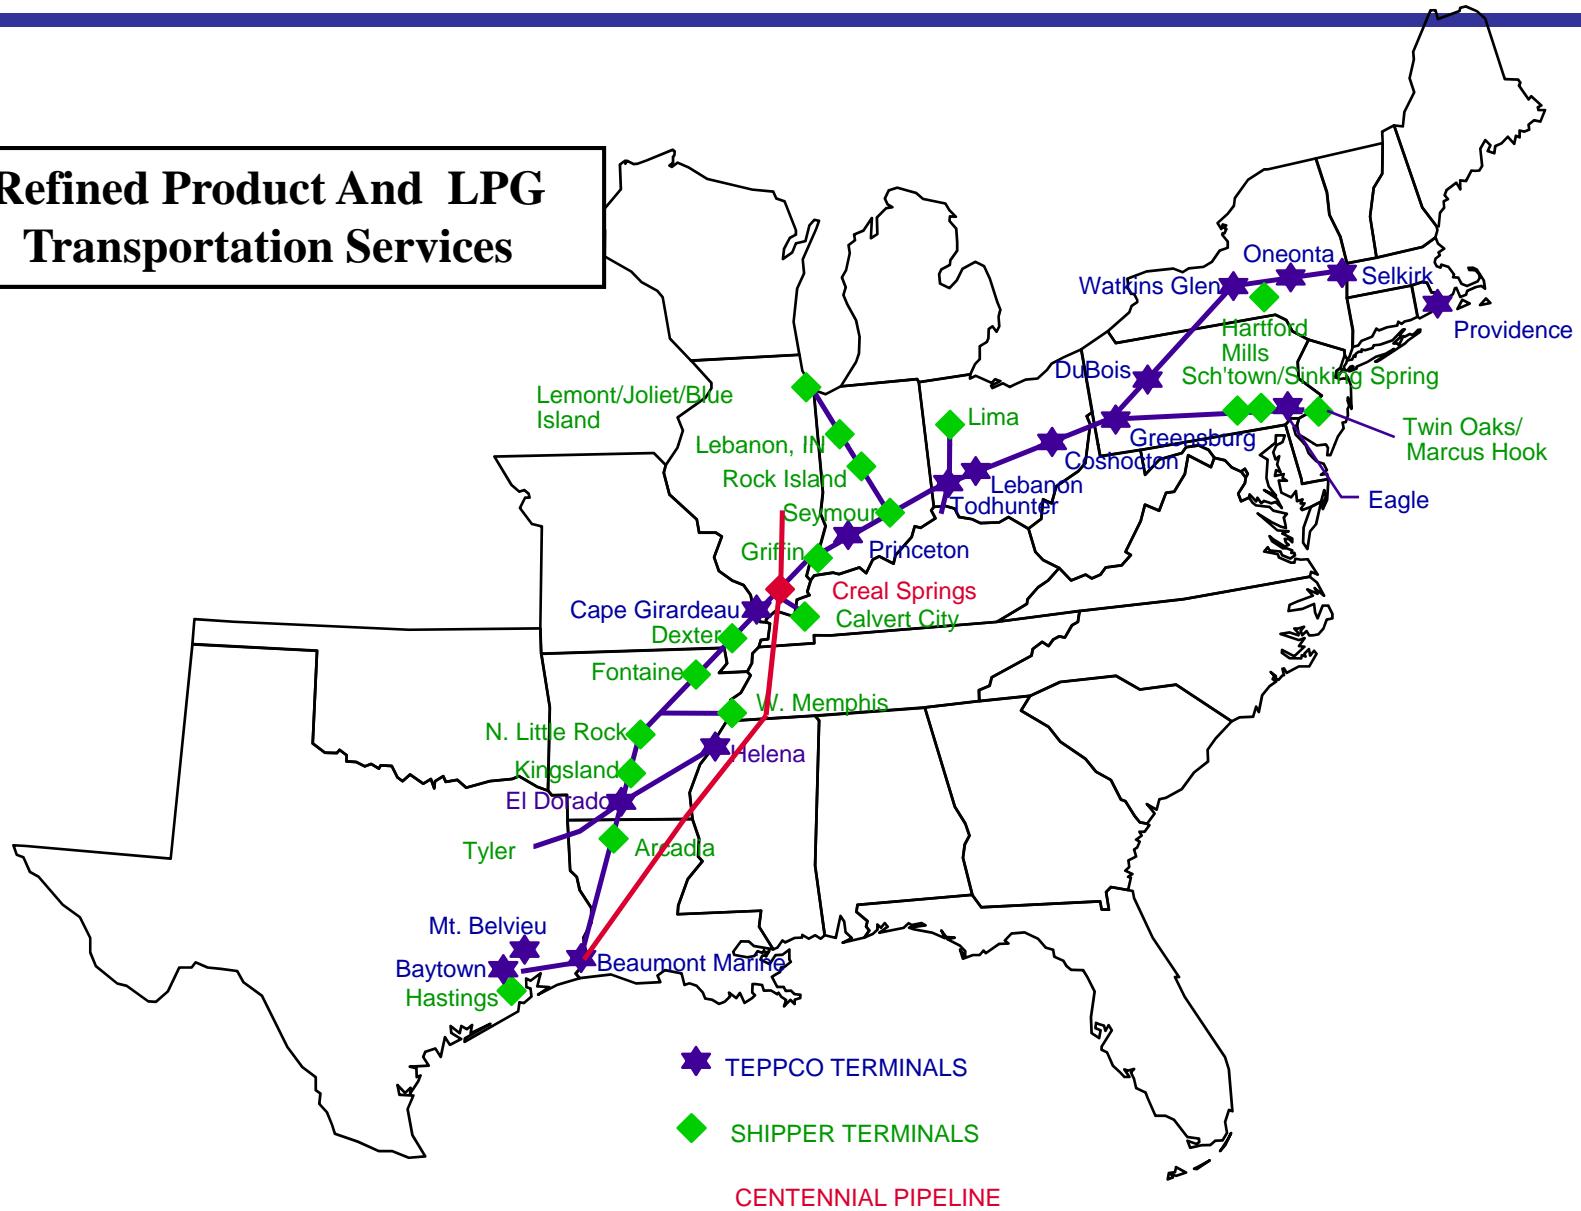 Refined Product And LPG
Transportation Services
Oneonta
Watkins Glen
Selkirk
Providence
Hartford
Mills
DuBois
Sch'town/Sinking Spring
Lemont/Joliet/Blue
Island
Lima
Greensburg
Twin Oaks/
Marcus Hook
Lebanon, IN
Coshocton
Rock Island
Lebanon
Eagle
Todhunter
Seymour
Griffin
Princeton
Creal Springs
Cape Girardeau
Calvert City
Dexter
Fontaine
W. Memphis
N. Little Rock
Helena
Kingsland
El Dorado
Tyler
Arcadia
Mt. Belvieu
Baytown
Beaumont Marine
Hastings
TEPPCO TERMINALS
SHIPPER TERMINALS
CENTENNIAL PIPELINE